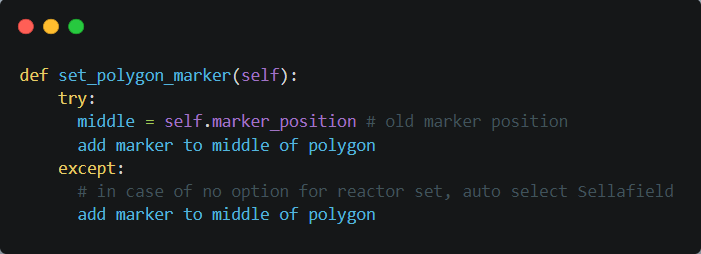 def set_polygon_marker(self):
    try:
      middle = self.marker_position # old marker position
      add marker to middle of polygon
    except:
      # in case of no option for reactor set, auto select Sellafield
      add marker to middle of polygon